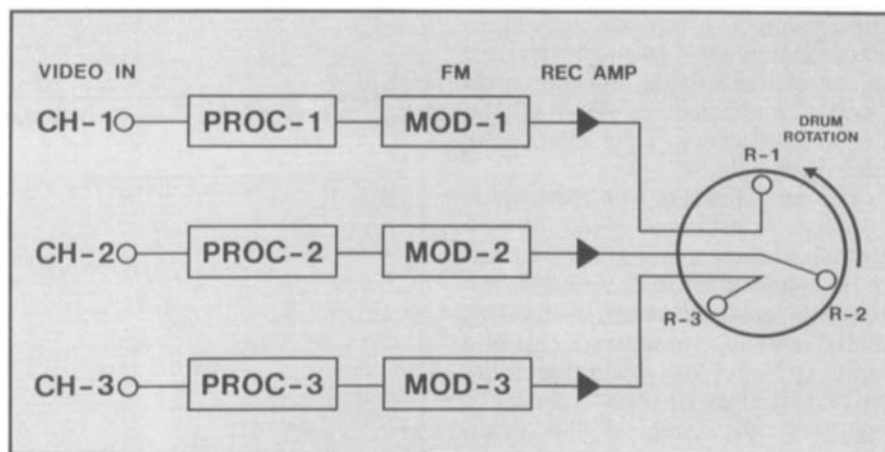 VIDEO IN FM REC AMP
DRUM
ROTATION
CH-1 PROC-1 MOD-1
R-1
CH-2 PROC-2 MOD-2
R-3 R-2
CH-3 PROC-3 MOD-3